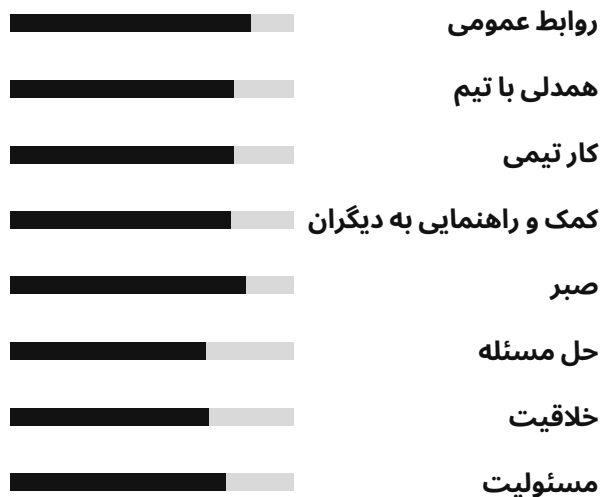 روابط عمومی
همدلی با تیم
کار تیمی
کمک و راهنمایی به دیگران
صبر
حل مسئله
خلاقیت
مسئولیت